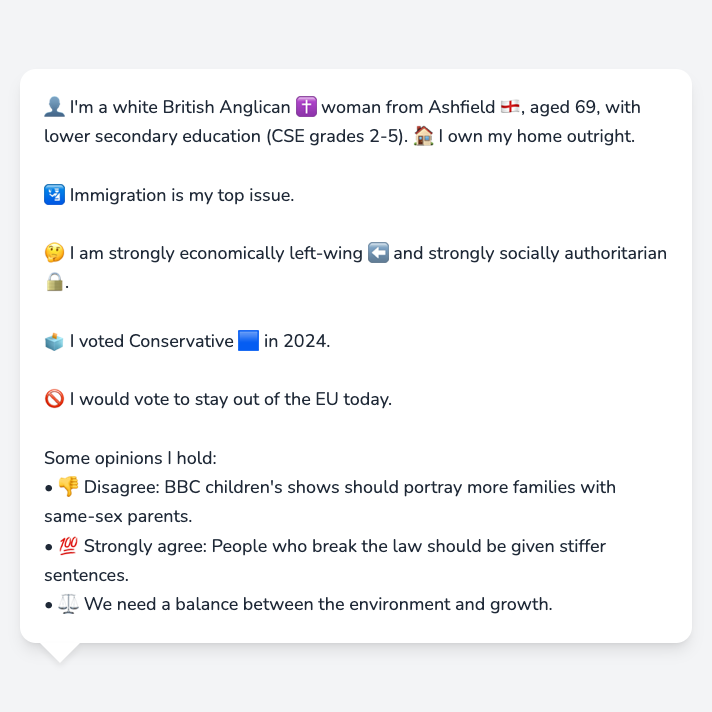 👤 I'm a white British Anglican ✝️ woman from Ashfield 🏴󠁧󠁢󠁥󠁮󠁧󠁿, aged 69, with
lower secondary education (CSE grades 2-5). 🏠 I own my home outright.
🛂 Immigration is my top issue.
🤔 I am strongly economically left-wing ⬅️ and strongly socially authoritarian
🔒.
🗳️ I voted Conservative 🟦 in 2024.
🚫 I would vote to stay out of the EU today.
Some opinions I hold:
• 👎 Disagree: BBC children's shows should portray more families with
same-sex parents.
• 💯 Strongly agree: People who break the law should be given stiffer
sentences.
• ⚖️ We need a balance between the environment and growth.